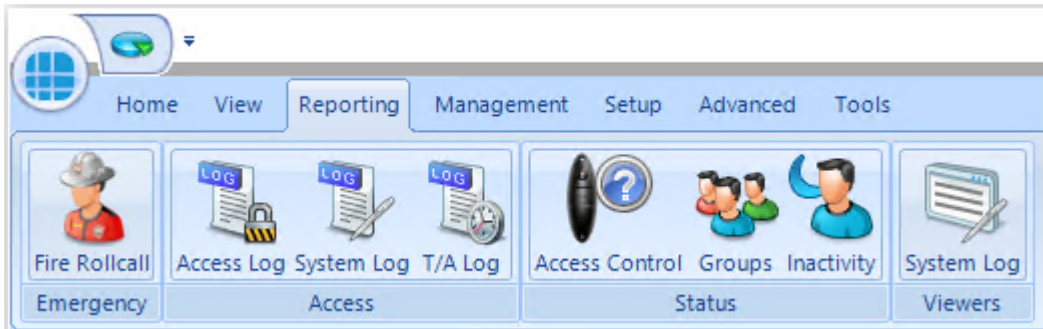 Home View Reporting Management Setup Advanced Tools
LOG LOG LOG
Fire Rollcall Access Log System Log T/A Log Access Control Groups Inactivity System Log
Emergency Access Status Viewers